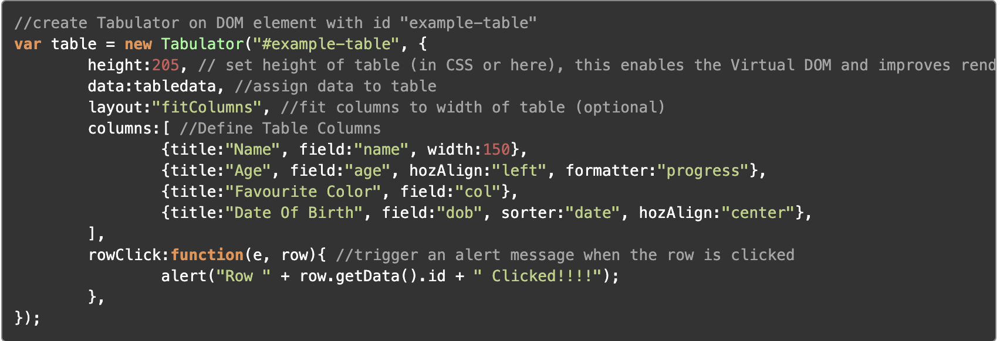 //create Tabulator on DOM element with id "example-table"
var table = new Tabulator("#example-table", {
height:205, // set height of table (in CSS or here), this enables the Virtual DOM and improves rend
data:tabledata, //assign data to table
layout:"fitColumns", //fit columns to width of table (optional)
columns:[ //Define Table Columns
{title:"Name", field:"name", width:150},
{title:"Age", field:"age", hozAlign:"left", formatter:"progress"},
{title:"Favourite Color", field:"col"},
{title:"Date Of Birth", field:"dob", sorter:"date", hozAlign:"center"},
],
rowClick:function(e, row){ //trigger an alert message when the row is clicked
alert("Row " + row.getData().id + " Clicked!!!!");
},
});